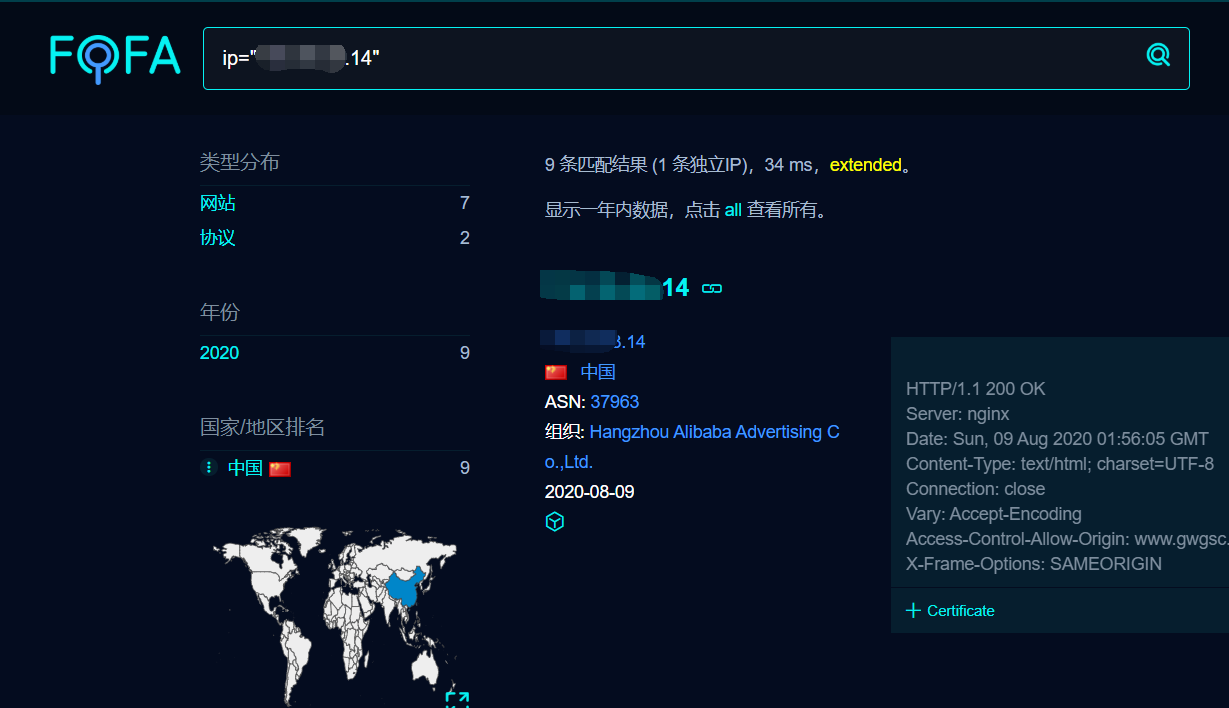 FOFA
ip=" .14"
类型分布
网站 7
协议 2
年份
2020 9
国家/地区排名
中国 9
9 条匹配结果 (1 条独立IP)，34 ms，extended。
显示一年内数据，点击 all 查看所有。
14
.14
中国
ASN: 37963
组织: Hangzhou Alibaba Advertising C
o.,Ltd.
2020-08-09
HTTP/1.1 200 OK
Server: nginx
Date: Sun, 09 Aug 2020 01:56:05 GMT
Content-Type: text/html; charset=UTF-8
Connection: close
Vary: Accept-Encoding
Access-Control-Allow-Origin: www.gwgsc.
X-Frame-Options: SAMEORIGIN
+ Certificate